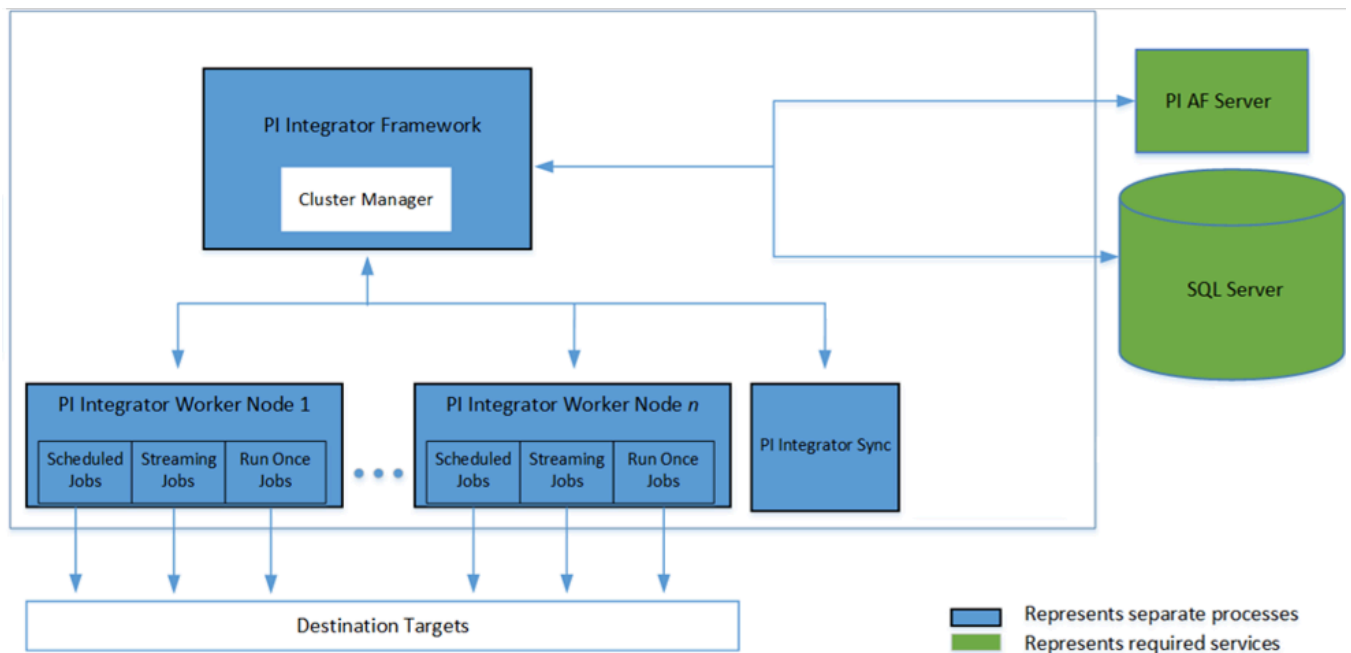 PI Integrator Framework
Cluster Manager
PI AF Server
SQL Server
PI Integrator Worker Node 1
Scheduled
Jobs
Streaming
Jobs
Run Once
Jobs
PI Integrator Worker Node n
Scheduled
Jobs
Streaming
Jobs
Run Once
Jobs
PI Integrator Sync
Destination Targets
Represents separate processes
Represents required services